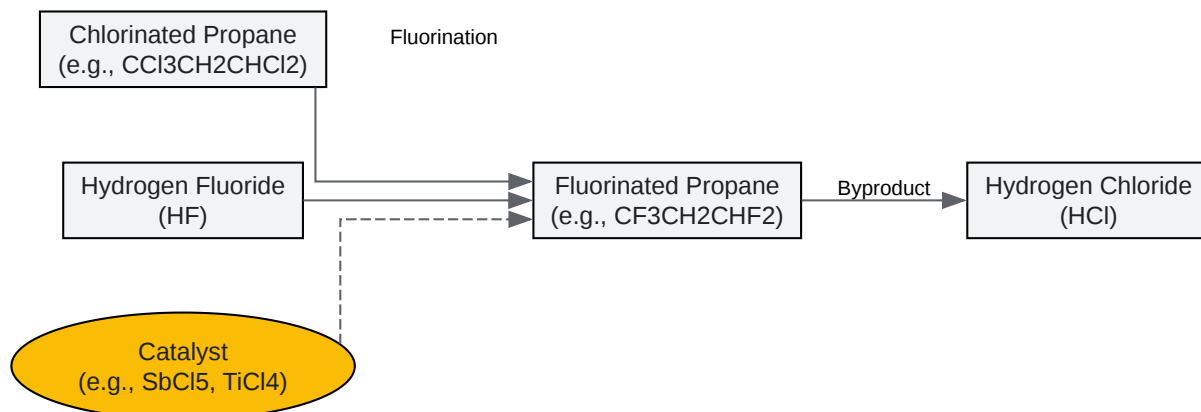 Chlorinated Propane
(e.g., CCl3CH2CHCl2)
Fluorination
Hydrogen Fluoride
(HF)
Fluorinated Propane
(e.g., CF3CH2CHF2)
Byproduct
Hydrogen Chloride
(HCl)
Catalyst
(e.g., SbCl5, TiCl4)